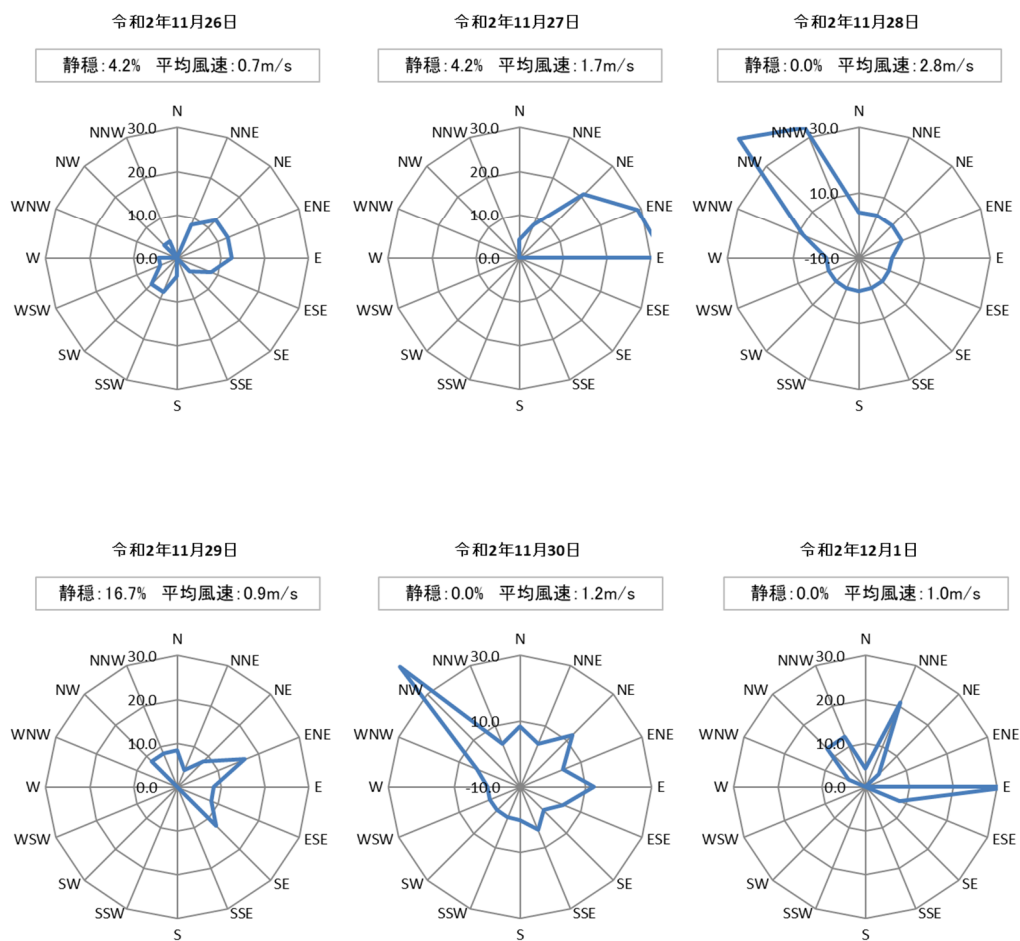 令和2年11月26日
静穏：4.2%　平均風速：0.7m/s
N
NNE
NE
ENE
E
ESE
SE
SSE
S
SSW
SW
WSW
W
WNW
NW
NNW
30.0
20.0
10.0
0.0
令和2年11月27日
静穏：4.2%　平均風速：1.7m/s
N
NNE
NE
ENE
E
ESE
SE
SSE
S
SSW
SW
WSW
W
WNW
NW
NNW
30.0
20.0
10.0
0.0
令和2年11月28日
静穏：0.0%　平均風速：2.8m/s
N
NNE
NE
ENE
E
ESE
SE
SSE
S
SSW
SW
WSW
W
WNW
NW
NNW
30.0
10.0
-10.0
令和2年11月29日
静穏：16.7%　平均風速：0.9m/s
N
NNE
NE
ENE
E
ESE
SE
SSE
S
SSW
SW
WSW
W
WNW
NW
NNW
30.0
20.0
10.0
0.0
令和2年11月30日
静穏：0.0%　平均風速：1.2m/s
N
NNE
NE
ENE
E
ESE
SE
SSE
S
SSW
SW
WSW
W
WNW
NW
NNW
30.0
10.0
-10.0
令和2年12月1日
静穏：0.0%　平均風速：1.0m/s
N
NNE
NE
ENE
E
ESE
SE
SSE
S
SSW
SW
WSW
W
WNW
NW
NNW
30.0
20.0
10.0
0.0